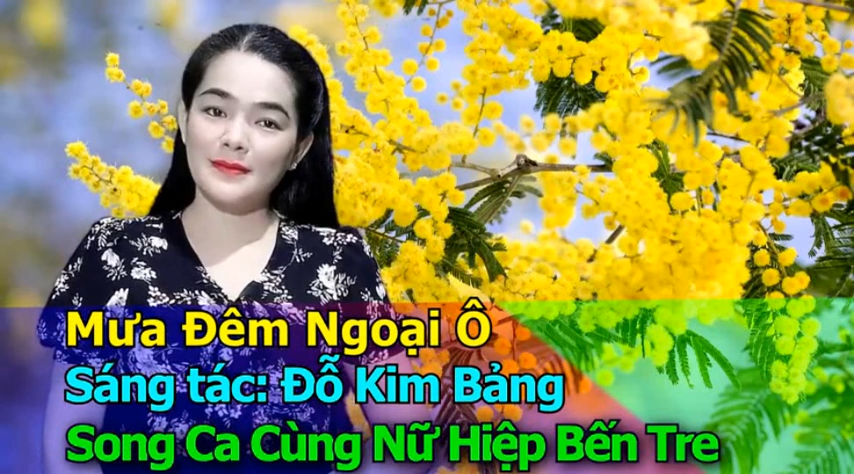 Mưa Đêm Ngoại Ô
Sáng tác: Đỗ Kim Bảng
Song Ca Cùng Nữ Hiệp Bến Tre